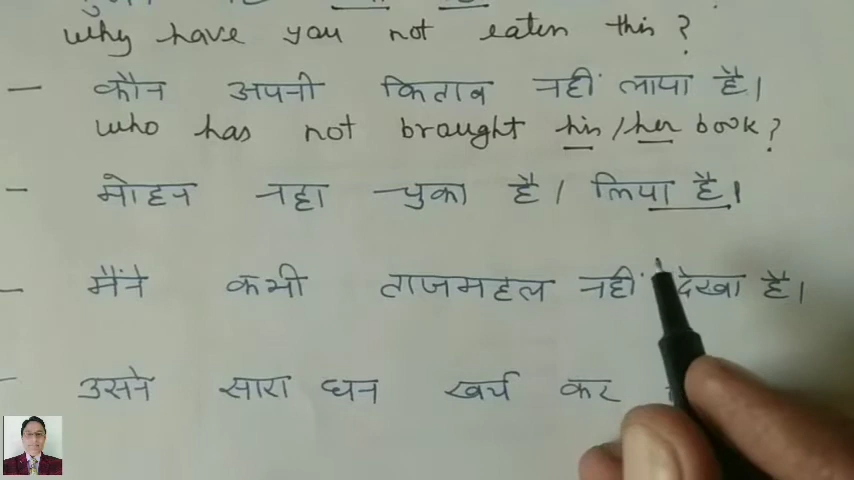 why have you not eaten this?
– कौन अपनी किताब नहीं लाया है।
who has not brought his/her book?
– मोहन नहा चुका है। लिया है।
– मैंने कभी ताजमहल नहीं देखा है।
– उसने सारा धन खर्च कर